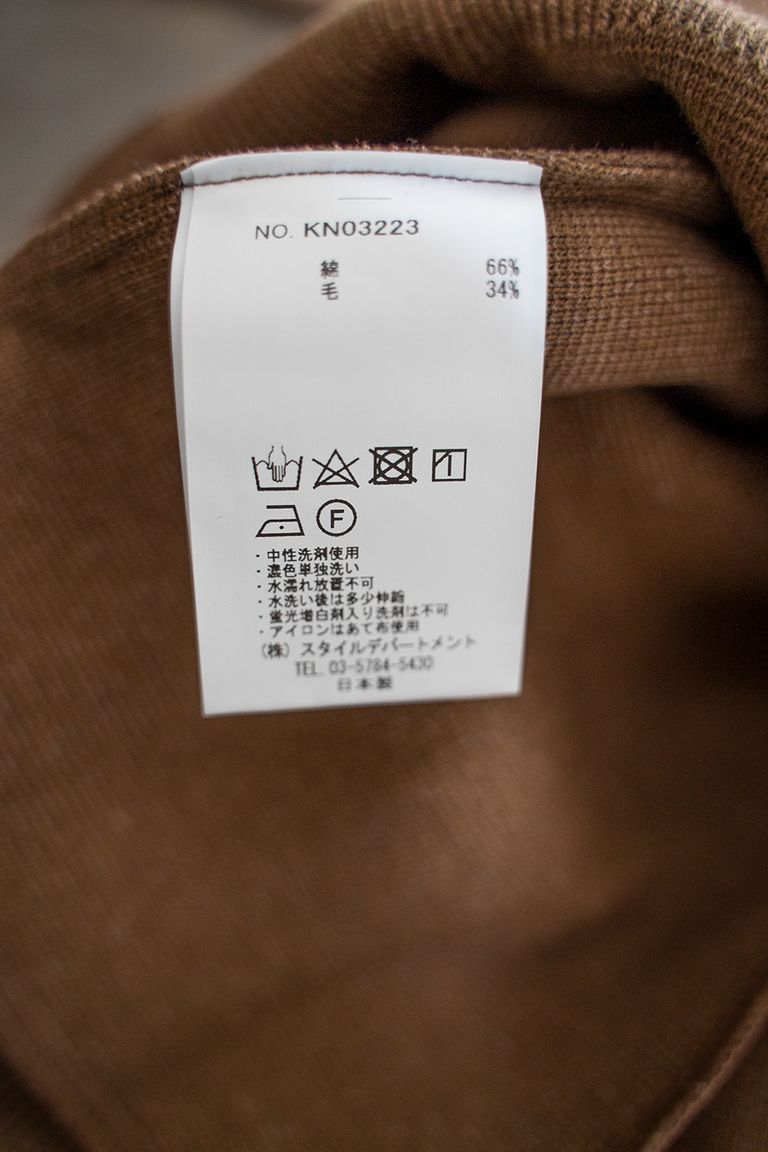 NO. KN03223
綿 66%
毛 34%
F
・中性洗剤使用
・濃色単独洗い
・水濡れ放置不可
・水洗い後は多少伸縮
・蛍光増白剤入り洗剤は不可
・アイロンはあて布使用
(株) スタイルデパートメント
TEL. 03-5784-5430
日本製